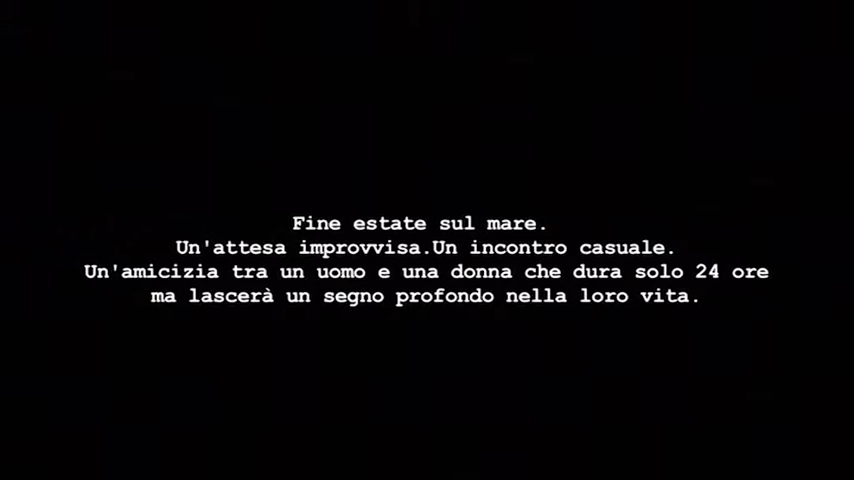 Fine estate sul mare.
Un'attesa improvvisa.Un incontro casuale.
Un'amicizia tra un uomo e una donna che dura solo 24 ore
ma lascerà un segno profondo nella loro vita.